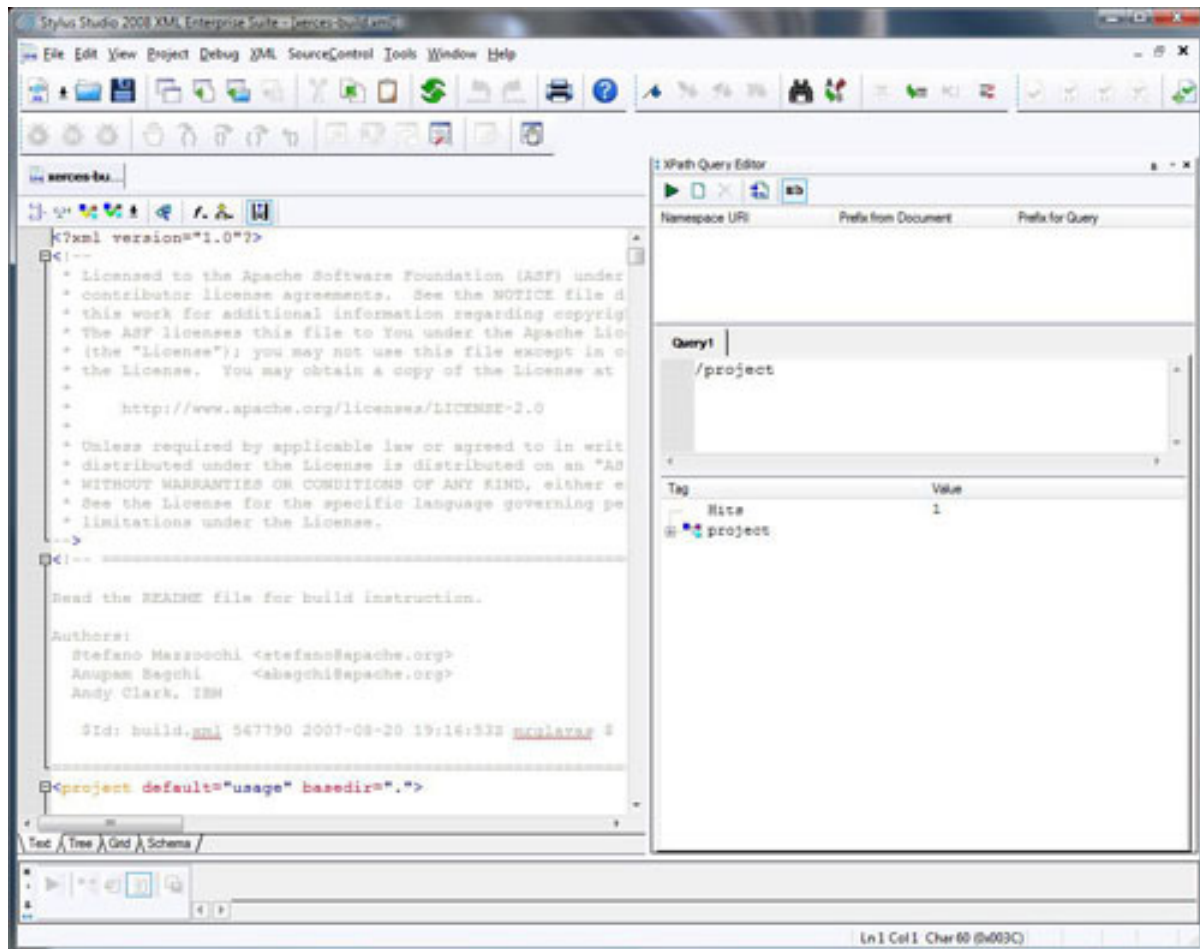 Stylus Studio 2008 XML Enterprise Suite - [xerces-build.xml]
File Edit View Project Debug XML SourceControl Tools Window Help
xerces-bu...
<?xml version="1.0"?>
<!--
* Licensed to the Apache Software Foundation (ASF) under
* contributor license agreements. See the NOTICE file d
* this work for additional information regarding copyrig
* The ASF licenses this file to You under the Apache Lic
* (the "License"); you may not use this file except in c
* the License. You may obtain a copy of the License at
*
* http://www.apache.org/licenses/LICENSE-2.0
*
* Unless required by applicable law or agreed to in writ
* distributed under the License is distributed on an "AS
* WITHOUT WARRANTIES OR CONDITIONS OF ANY KIND, either e
* See the License for the specific language governing pe
* limitations under the License.
-->
<!-- ==========================================================
Read the README file for build instruction.
Authors:
Stefano Mazzocchi <stefano@apache.org>
Anupam Bagchi <abagchi@apache.org>
Andy Clark, IBM
$Id: build.xml 567790 2007-08-20 19:16:53Z mrglavas $
==========================================================
<project default="usage" basedir=".">
Text Tree Grid Schema
XPath Query Editor
Namespace URI Prefix from Document Prefix for Query
Query1
/project
Tag Value
Hits 1
project
Ln 1 Col 1 Char 60 (0x003C)